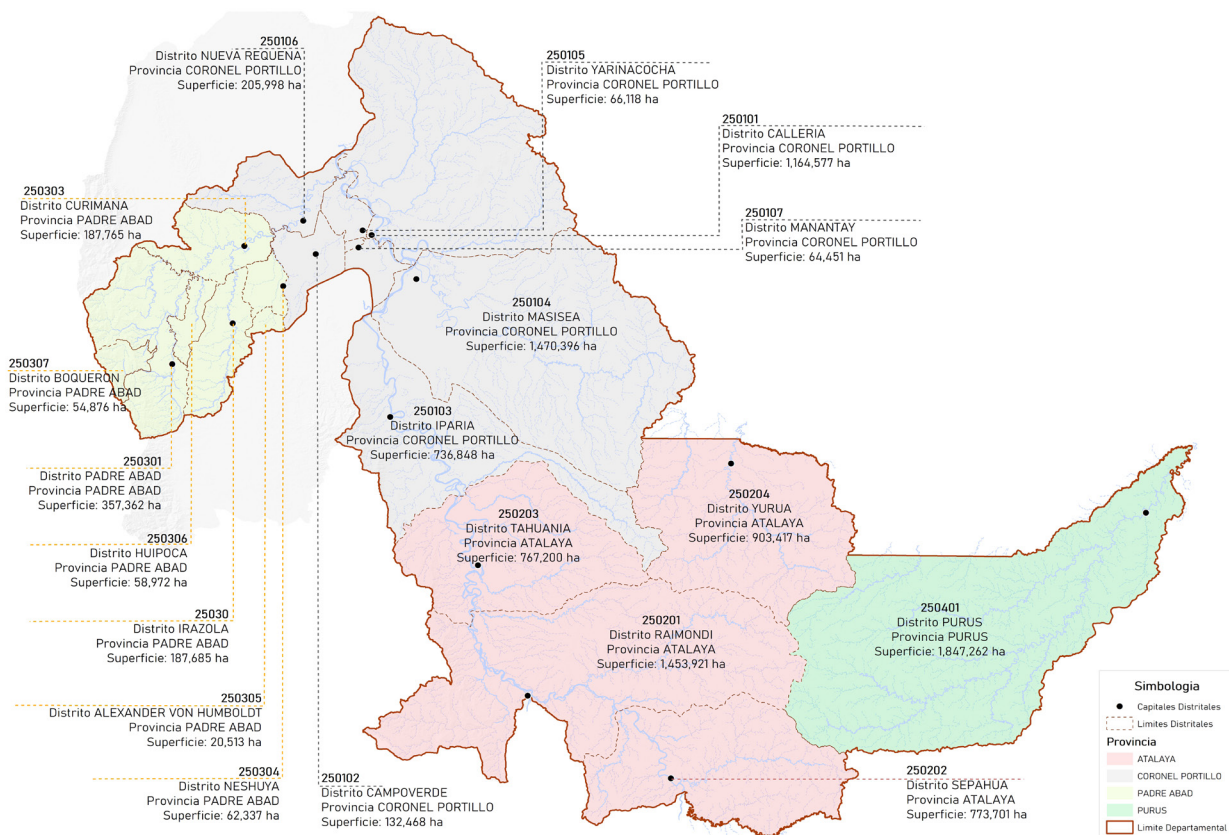 250106
Distrito NUEVA REQUENA
Provincia CORONEL PORTILLO
Superficie: 205,998 ha
250105
Distrito YARINACOCHA
Provincia CORONEL PORTILLO
Superficie: 66,118 ha
250101
Distrito CALLERIA
Provincia CORONEL PORTILLO
Superficie: 1,164,577 ha
250303
Distrito CURIMANA
Provincia PADRE ABAD
Superficie: 187,765 ha
250107
Distrito MANANTAY
Provincia CORONEL PORTILLO
Superficie: 64,451 ha
250104
Distrito MASISEA
Provincia CORONEL PORTILLO
Superficie: 1,470,396 ha
250307
Distrito BOQUERON
Provincia PADRE ABAD
Superficie: 54,876 ha
250103
Distrito IPARIA
Provincia CORONEL PORTILLO
Superficie: 736,848 ha
250301
Distrito PADRE ABAD
Provincia PADRE ABAD
Superficie: 357,362 ha
250204
Distrito YURUA
Provincia ATALAYA
Superficie: 903,417 ha
250203
Distrito TAHUANIA
Provincia ATALAYA
Superficie: 767,200 ha
250306
Distrito HUIPOCA
Provincia PADRE ABAD
Superficie: 58,972 ha
25030
Distrito IRAZOLA
Provincia PADRE ABAD
Superficie: 187,685 ha
250201
Distrito RAIMONDI
Provincia ATALAYA
Superficie: 1,453,921 ha
250401
Distrito PURUS
Provincia PURUS
Superficie: 1,847,262 ha
250305
Distrito ALEXANDER VON HUMBOLDT
Provincia PADRE ABAD
Superficie: 20,513 ha
250304
Distrito NESHUYA
Provincia PADRE ABAD
Superficie: 62,337 ha
250102
Distrito CAMPOVERDE
Provincia CORONEL PORTILLO
Superficie: 132,468 ha
250202
Distrito SEPAHUA
Provincia ATALAYA
Superficie: 773,701 ha
Simbologia
Capitales Distritales
Limites Distritales
Provincia
ATALAYA
CORONEL PORTILLO
PADRE ABAD
PURUS
Limite Departamental